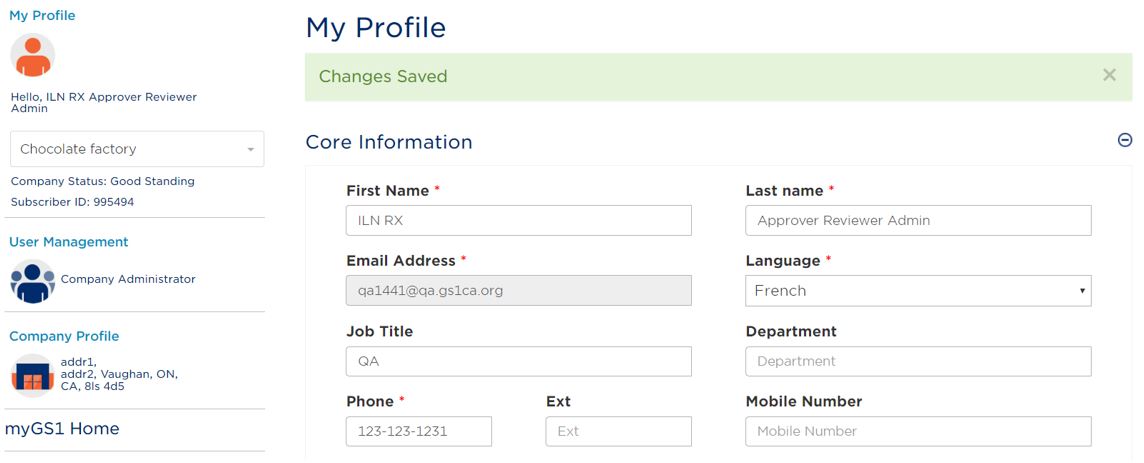 My Profile
Hello, ILN RX Approver Reviewer
Admin
Chocolate factory
Company Status: Good Standing
Subscriber ID: 995494
User Management
Company Administrator
Company Profile
addr1,
addr2, Vaughan, ON,
CA, 8ls 4d5
myGS1 Home
My Profile
Changes Saved ×
Core Information
First Name * Last name *
ILN RX Approver Reviewer Admin
Email Address * Language *
qa1441@qa.gs1ca.org French
Job Title Department
QA Department
Phone * Ext Mobile Number
123-123-1231 Ext Mobile Number